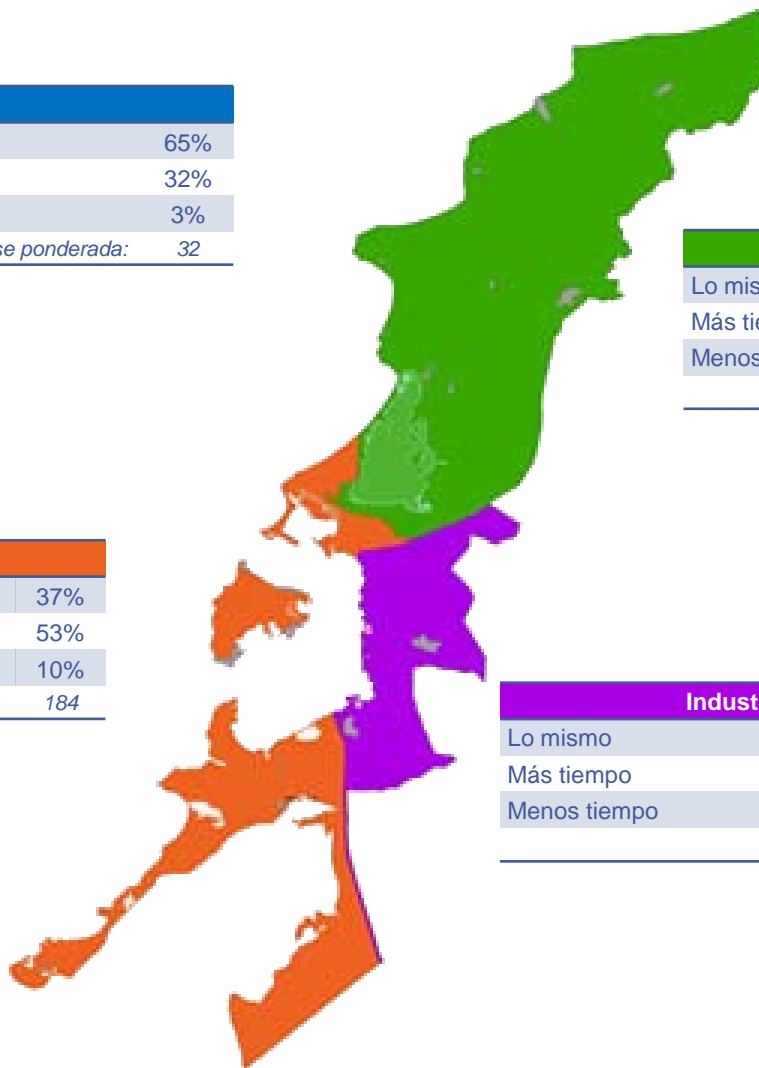 65%
32%
3%
se ponderada: 32
Lo mis
Más tie
Menos
37%
53%
10%
184
Indust
Lo mismo
Más tiempo
Menos tiempo